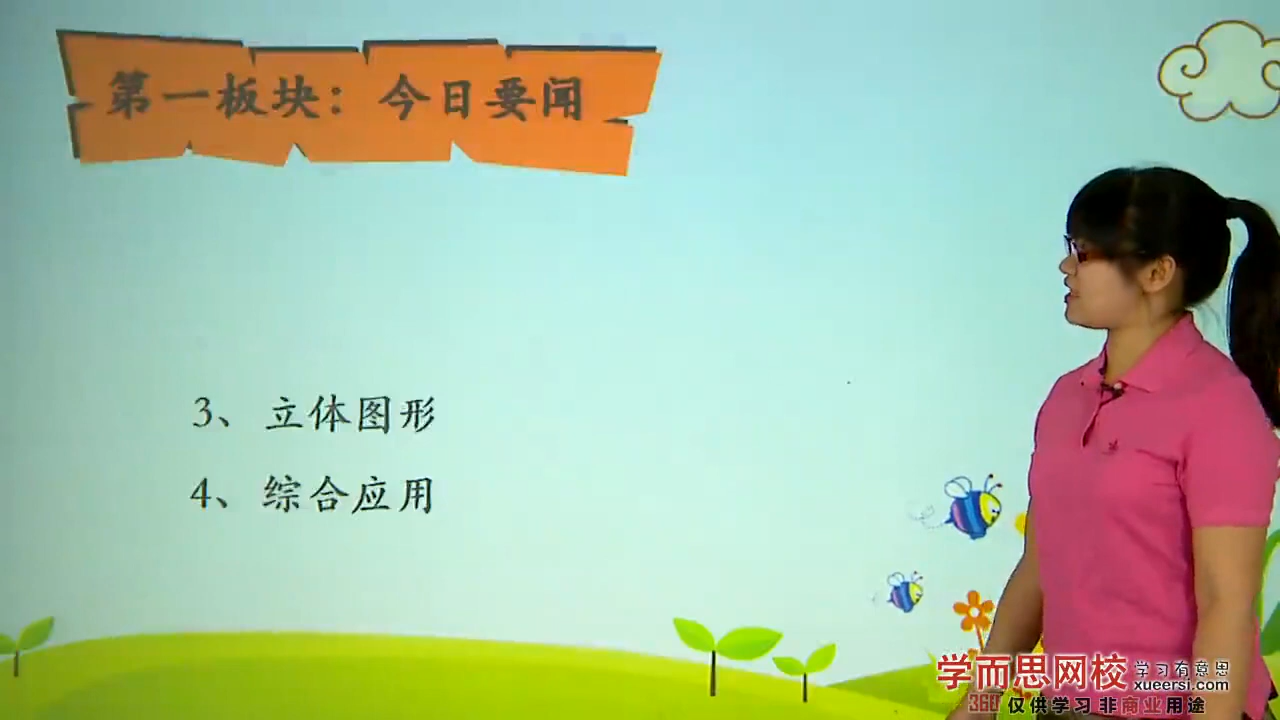 第一板块：今日要闻
3、立体图形
4、综合应用
学而思网校 学习有意思
xueersi.com
360 仅供学习 非商业用途